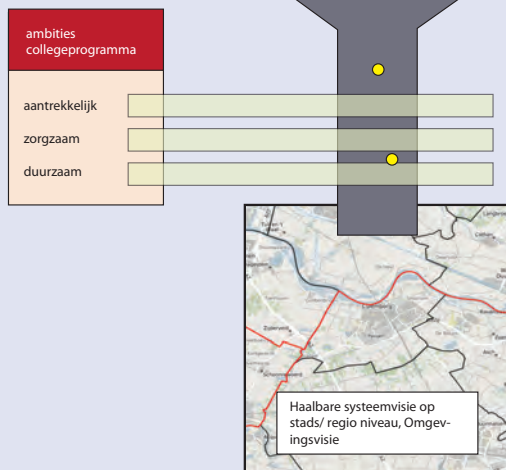 ambities
collegeprogramma
aantrekkelijk
zorgzaam
duurzaam
Haalbare systeemvisie op
stads/ regio niveau, Omgev-
ingsvisie